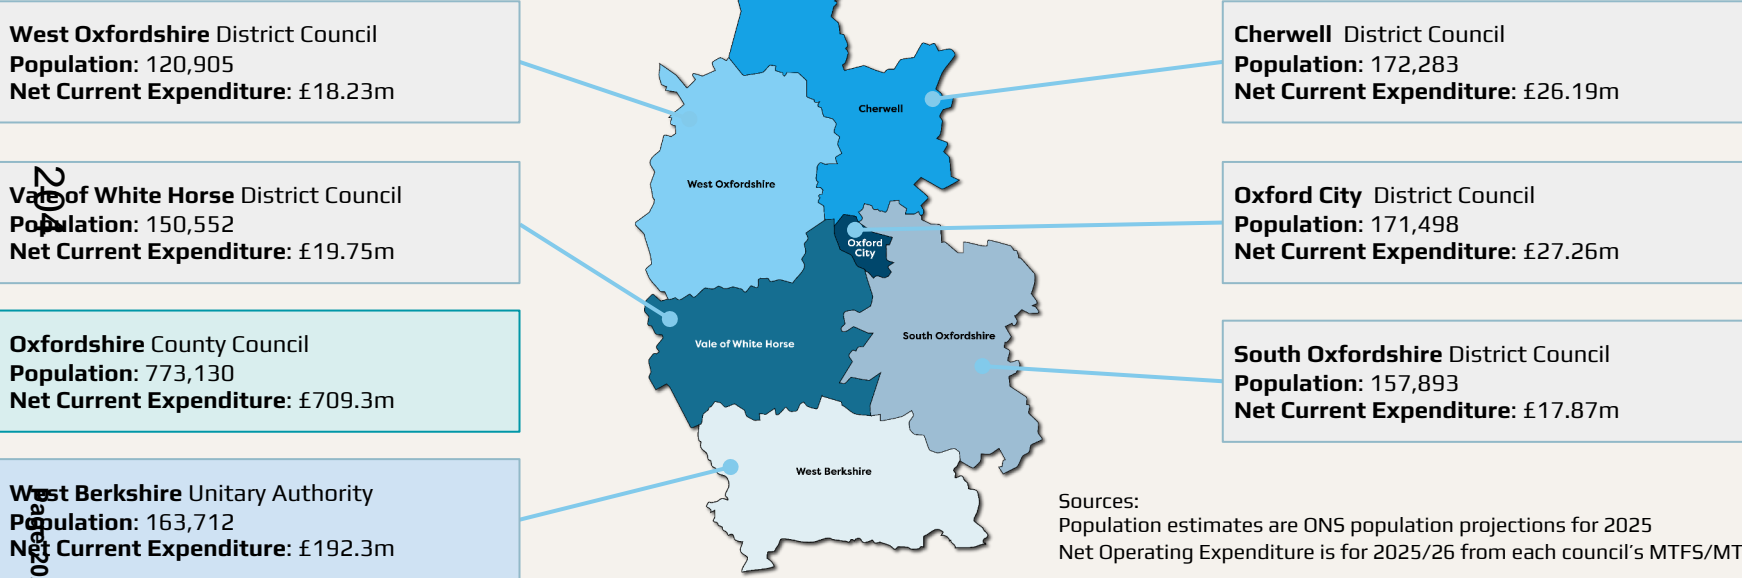 West Oxfordshire District Council
Population: 120,905
Net Current Expenditure: £18.23m
Vale of White Horse District Council
Population: 150,552
Net Current Expenditure: £19.75m
204
Oxfordshire County Council
Population: 773,130
Net Current Expenditure: £709.3m
West Berkshire Unitary Authority
Population: 163,712
Net Current Expenditure: £192.3m
Page 20
Cherwell
West Oxfordshire
Oxford
City
South Oxfordshire
Vale of White Horse
West Berkshire
Cherwell District Council
Population: 172,283
Net Current Expenditure: £26.19m
Oxford City District Council
Population: 171,498
Net Current Expenditure: £27.26m
South Oxfordshire District Council
Population: 157,893
Net Current Expenditure: £17.87m
Sources:
Population estimates are ONS population projections for 2025
Net Operating Expenditure is for 2025/26 from each council’s MTFS/MT